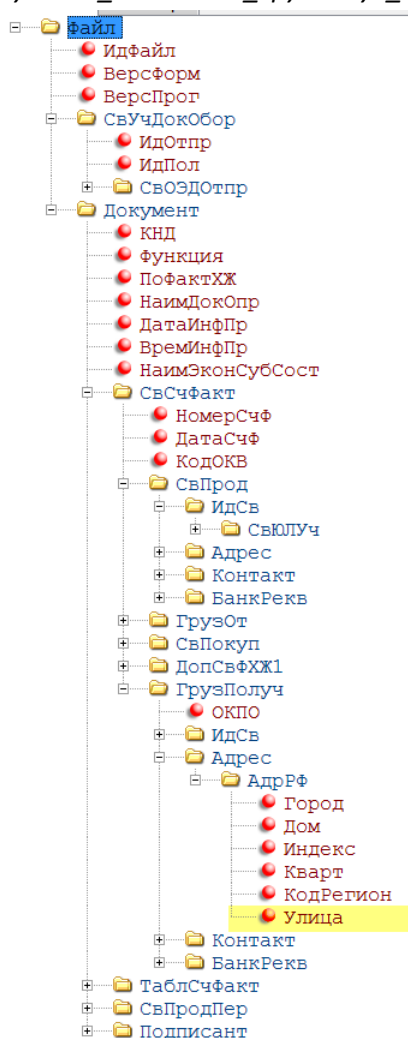 Файл
ИдФайл
ВерсФорм
ВерсПрог
СвУчДокОбор
ИдОтпр
ИдПол
СвОЭДОтпр
Документ
КНД
Функция
ПоФактХЖ
НаимДокОпр
ДатаИнфПр
ВремИнфПр
НаимЭконСубСост
СвСчФакт
НомерСчФ
ДатаСчФ
КодОКВ
СвПрод
ИдСв
СвЮЛУч
Адрес
Контакт
БанкРекв
ГрузОт
СвПокуп
ДопСвФХЖ1
ГрузПолуч
ОКПО
ИдСв
Адрес
АдрРФ
Город
Дом
Индекс
Кварт
КодРегион
Улица
Контакт
БанкРекв
ТаблСчФакт
СвПродПер
Подписант